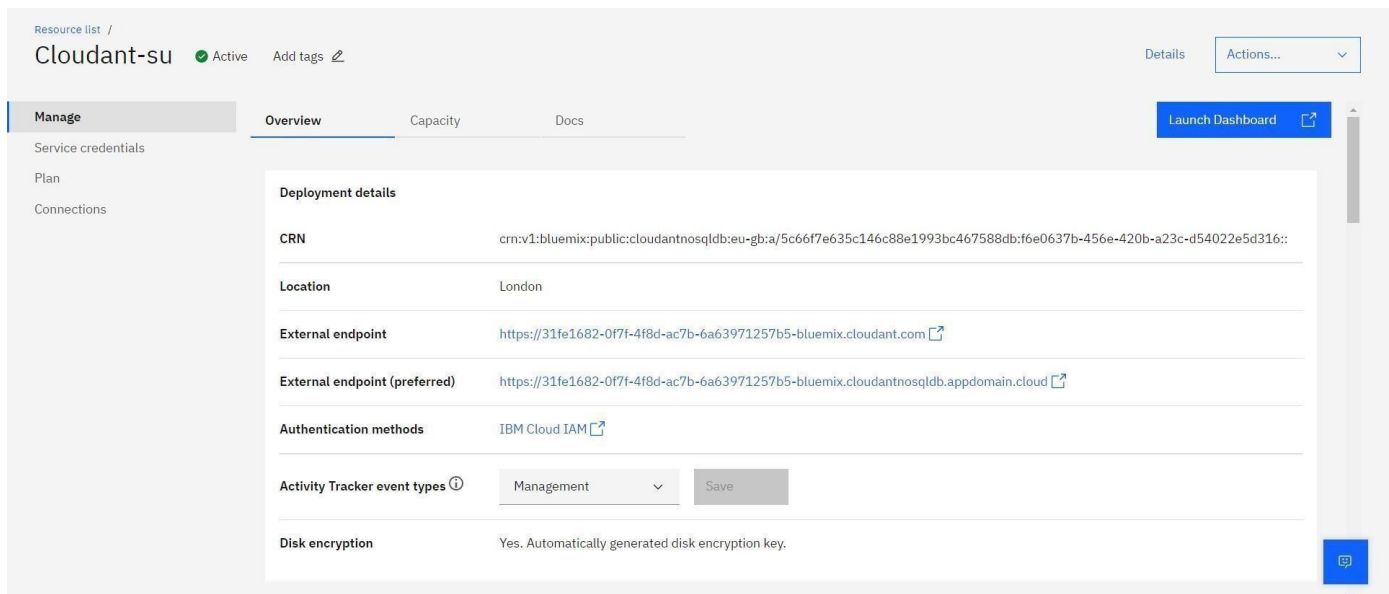 Resource list /
Cloudant-su Active Add tags
Details Actions...
Manage
Service credentials
Plan
Connections
Overview Capacity Docs
Launch Dashboard
Deployment details
CRN crn:v1:bluemix:public:cloudantnosqldb:eu-gb:a/5c66f7e635c146c88e1993bc467588db:f6e0637b-456e-420b-a23c-d54022e5d316::
Location London
External endpoint https://31fe1682-0f7f-4f8d-ac7b-6a63971257b5-bluemix.cloudant.com
External endpoint (preferred) https://31fe1682-0f7f-4f8d-ac7b-6a63971257b5-bluemix.cloudantnosqldb.appdomain.cloud
Authentication methods IBM Cloud IAM
Activity Tracker event types Management Save
Disk encryption Yes. Automatically generated disk encryption key.